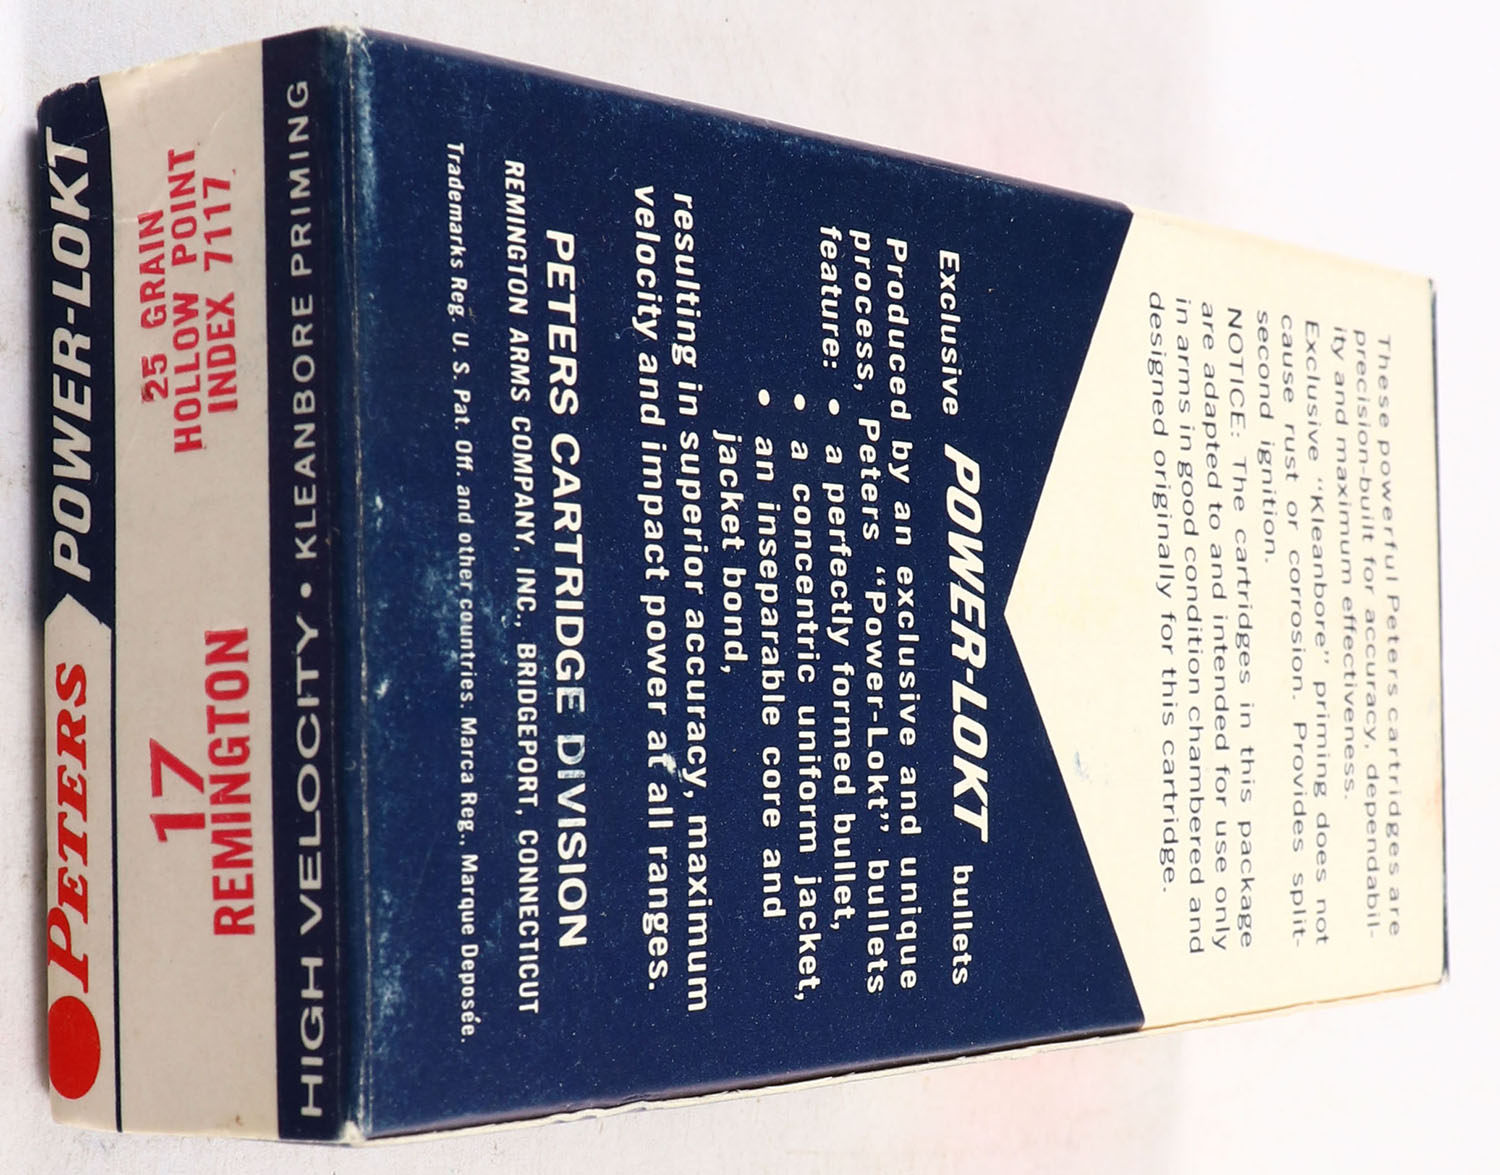 These powerful Peters cartridges are
precision-built for accuracy, dependabil-
ity and maximum effectiveness.
Exclusive "Kleanbore" priming does not
cause rust or corrosion. Provides split-
second ignition.
NOTICE: The cartridges in this package
are adapted to and intended for use only
in arms in good condition chambered and
designed originally for this cartridge.
Exclusive POWER-LOKT bullets
Produced by an exclusive and unique
process, Peters "Power-Lokt" bullets
feature: • a perfectly formed bullet,
• a concentric uniform jacket,
• an inseparable core and
jacket bond,
resulting in superior accuracy, maximum
velocity and impact power at all ranges.
PETERS CARTRIDGE DIVISION
REMINGTON ARMS COMPANY, INC., BRIDGEPORT, CONNECTICUT
Trademarks Reg. U. S. Pat. Off. and other countries. Marca Reg., Marque Deposée.
PETERS POWER-LOKT
17
REMINGTON
25 GRAIN
HOLLOW POINT
INDEX 7117
HIGH VELOCITY • KLEANBORE PRIMING